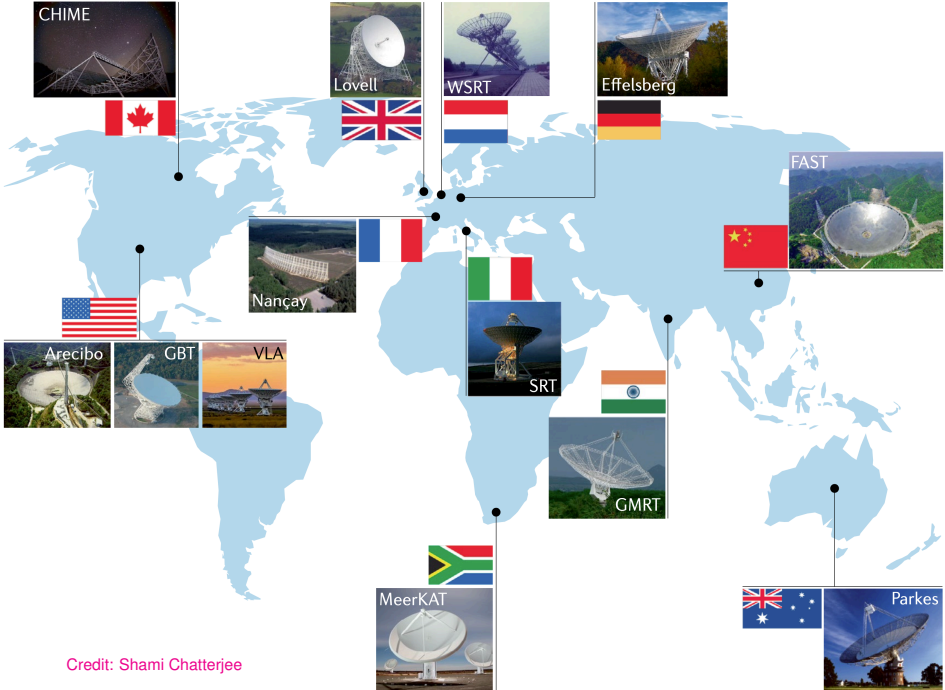 CHIME
Lovell
WSRT
Effelsberg
FAST
Nançay
Arecibo
GBT
VLA
SRT
GMRT
MeerKAT
Parkes
Credit: Shami Chatterjee